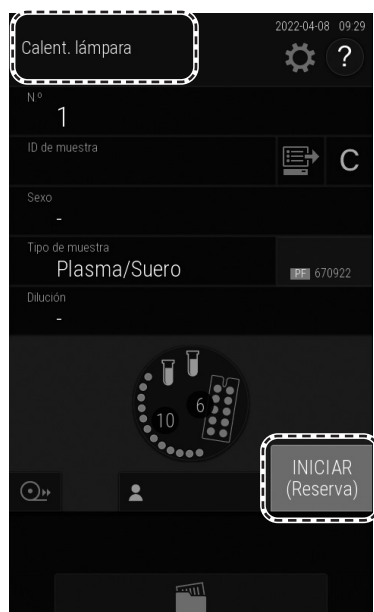 2022-04-08 09:29
Calent. lámpara
?
Nº
1
ID de muestra
C
Sexo
-
Tipo de muestra
Plasma/Suero
PF 670922
Dilución
-
10
6
INICIAR
(Reserva)